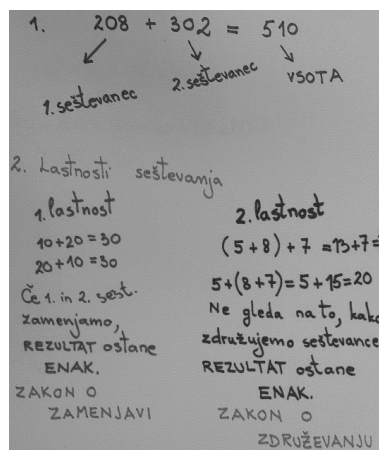 1. 208 + 302 = 510
1. seštevanec
2. seštevanec
VSOTA
2. Lastnosti seštevanja
1. lastnost
10+20=30
20+10=30
Če 1. in 2. sešt.
zamenjamo,
REZULTAT ostane
ENAK.
ZAKON O
ZAMENJAVI
2. lastnost
(5+8)+7 =13+7=
5+(8+7)=5+15=20
Ne gleda na to,
združujemo seštevance
REZULTAT ostane
ENAK.
ZAKON O
ZDRUŽEVANJU